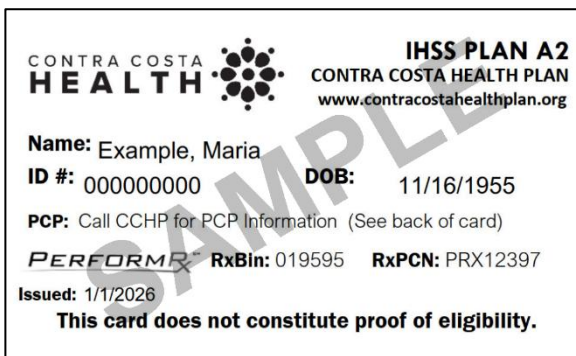 CONTRA COSTA
HEALTH
IHSS PLAN A2
CONTRA COSTA HEALTH PLAN
www.contracostahealthplan.org
Name: Example, Maria
ID #: 000000000 DOB: 11/16/1955
PCP: Call CCHP for PCP Information (See back of card)
PERFORMRx™ RxBin: 019595 RxPCN: PRX12397
Issued: 1/1/2026
This card does not constitute proof of eligibility.
SAMPLE